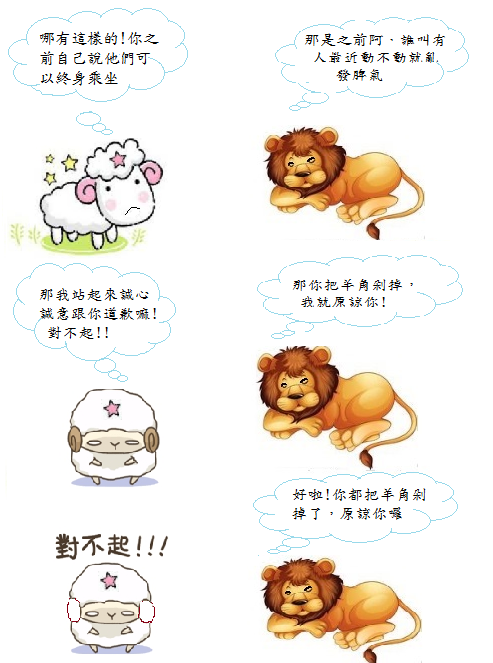 哪有這樣的!你之
前自己說他們可
以終身乘坐
那是之前阿，誰叫有
人最近動不動就亂
發脾氣
那我站起來誠心
誠意跟你道歉嘛!
對不起!!
那你把羊角剁掉，
我就原諒你!
對不起!!!
好啦!你都把羊角剁
掉了，原諒你囉